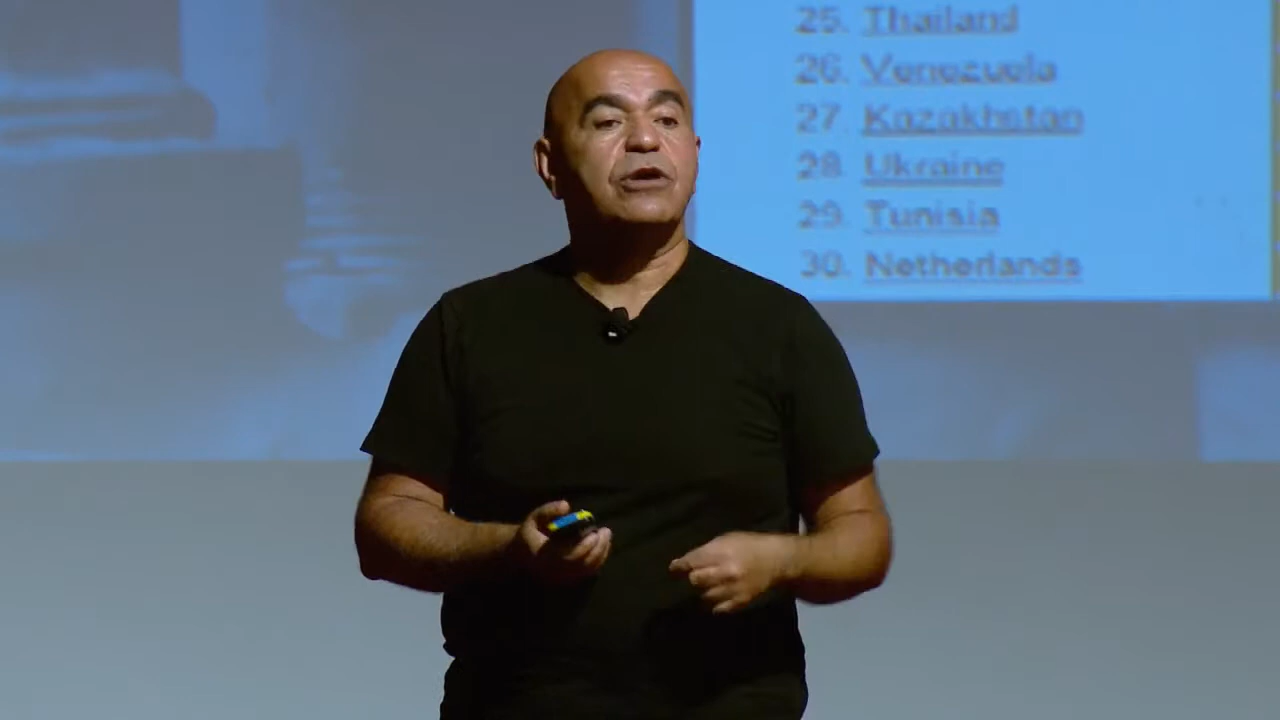 25. Thailand
26. Venezuela
27. Kazakhstan
28. Ukraine
29. Tunisia
30. Netherlands